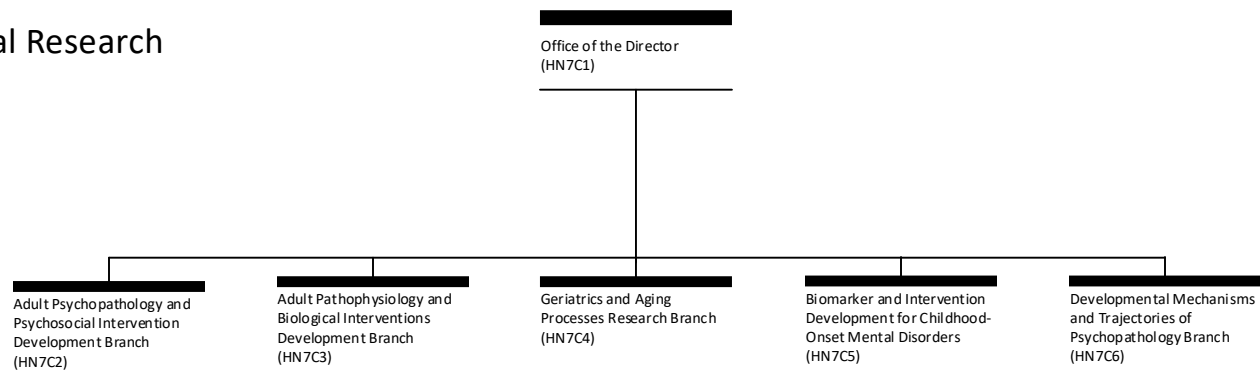 al Research
Office of the Director
(HN7C1)
Adult Psychopathology and
Psychosocial Intervention
Development Branch
(HN7C2)
Adult Pathophysiology and
Biological Interventions
Development Branch
(HN7C3)
Geriatrics and Aging
Processes Research Branch
(HN7C4)
Biomarker and Intervention
Development for Childhood-
Onset Mental Disorders
(HN7C5)
Developmental Mechanisms
and Trajectories of
Psychopathology Branch
(HN7C6)